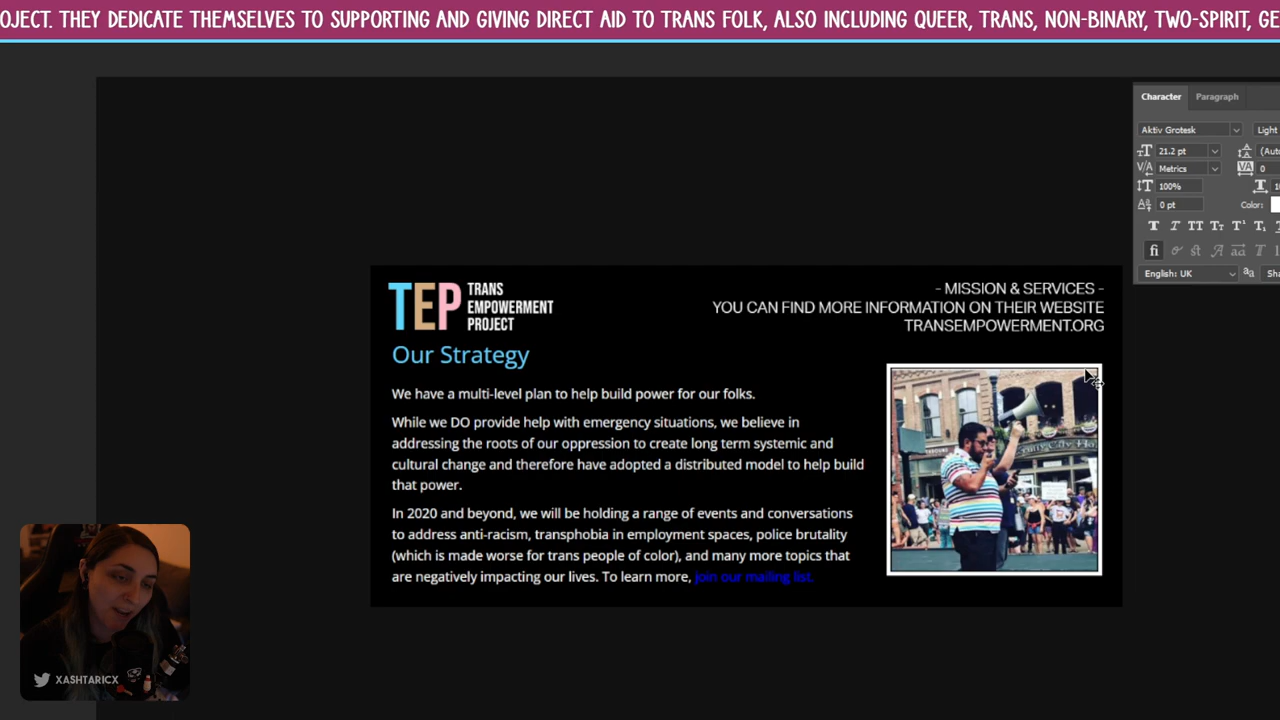 OJECT. THEY DEDICATE THEMSELVES TO SUPPORTING AND GIVING DIRECT AID TO TRANS FOLK, ALSO INCLUDING QUEER, TRANS, NON-BINARY, TWO-SPIRIT, GE
Character Paragraph
Aktiv Grotesk Light
21.2 pt (Auto
Metrics 0
100%
0 pt Color:
English: UK
TEP TRANS
EMPOWERMENT
PROJECT
- MISSION & SERVICES -
YOU CAN FIND MORE INFORMATION ON THEIR WEBSITE
TRANSEMPOWERMENT.ORG
Our Strategy
We have a multi-level plan to help build power for our folks.
While we DO provide help with emergency situations, we believe in
addressing the roots of our oppression to create long term systemic and
cultural change and therefore have adopted a distributed model to help build
that power.
In 2020 and beyond, we will be holding a range of events and conversations
to address anti-racism, transphobia in employment spaces, police brutality
(which is made worse for trans people of color), and many more topics that
are negatively impacting our lives. To learn more, join our mailing list.
XASHTARICX